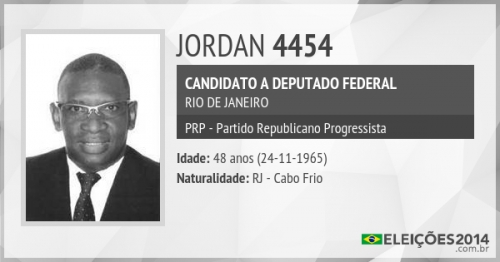 JORDAN 4454
CANDIDATO A DEPUTADO FEDERAL
RIO DE JANEIRO
PRP - Partido Republicano Progressista
Idade: 48 anos (24-11-1965)
Naturalidade: RJ - Cabo Frio
ELEIÇÕES2014
.com.br